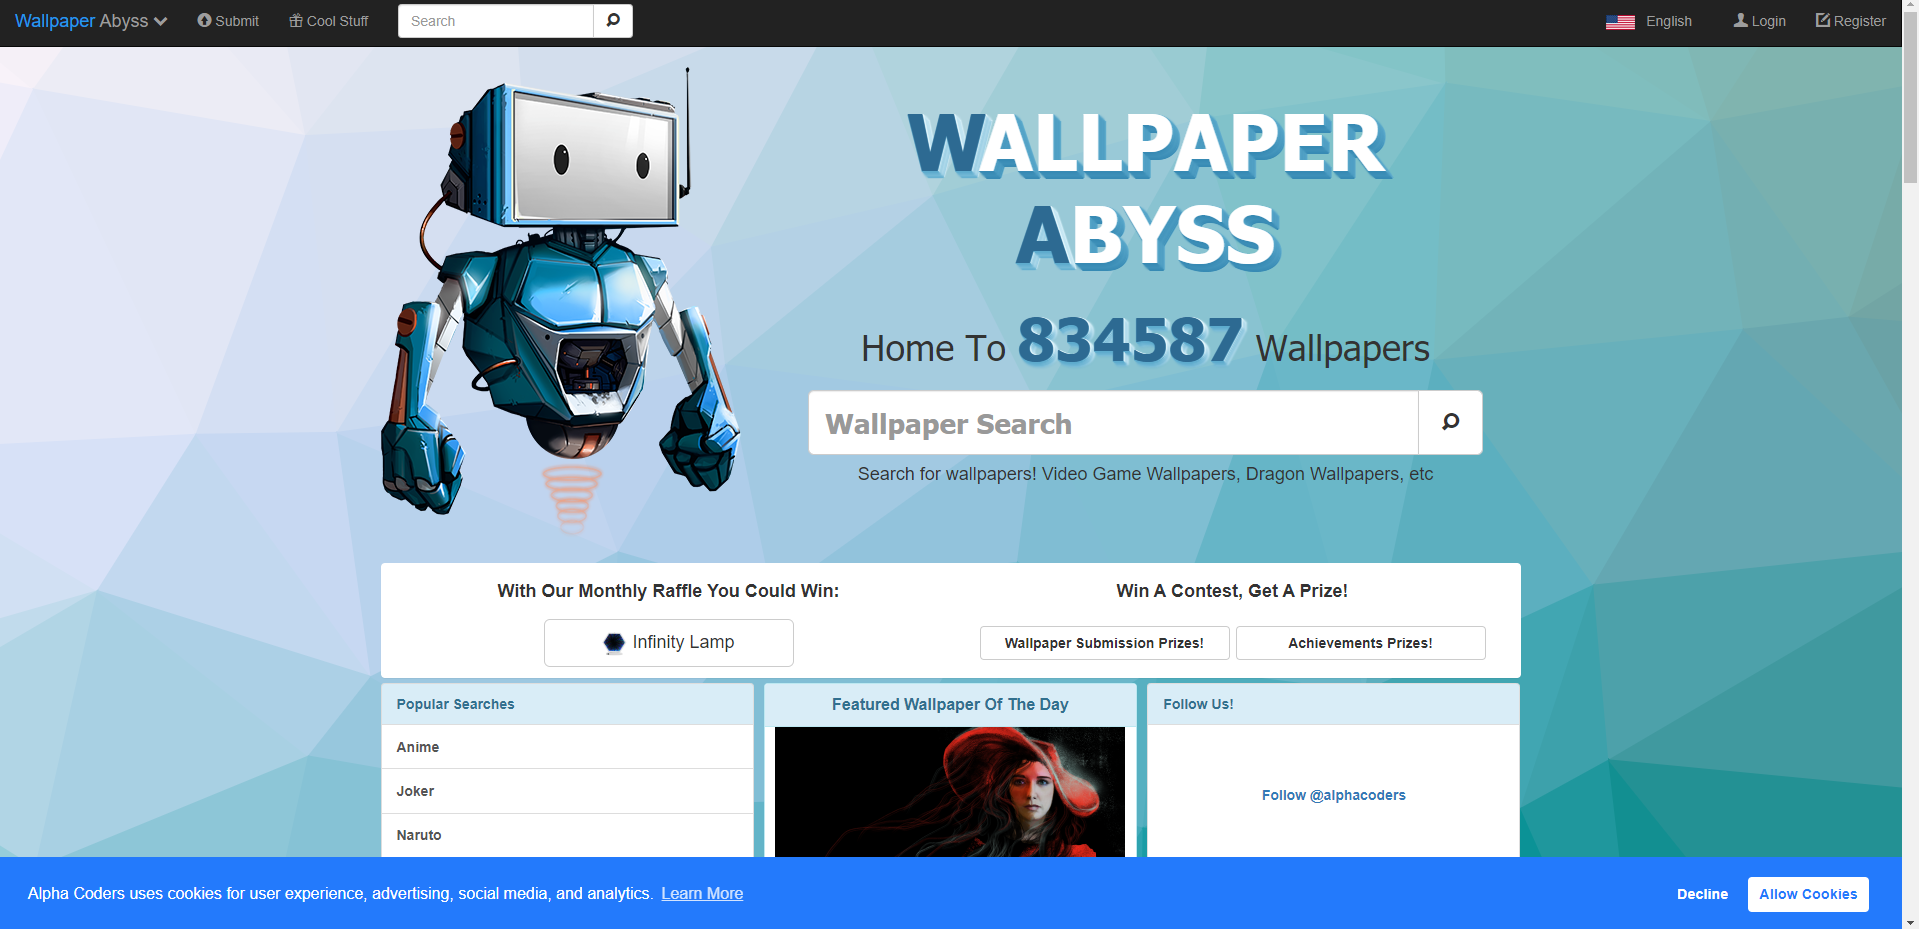 Wallpaper Abyss Submit Cool Stuff Search English Login Register
WALLPAPER
ABYSS
Home To 834587 Wallpapers
Wallpaper Search
Search for wallpapers! Video Game Wallpapers, Dragon Wallpapers, etc
With Our Monthly Raffle You Could Win:
Infinity Lamp
Win A Contest, Get A Prize!
Wallpaper Submission Prizes! Achievements Prizes!
Popular Searches
Anime
Joker
Naruto
Featured Wallpaper Of The Day
Follow Us!
Follow @alphacoders
Alpha Coders uses cookies for user experience, advertising, social media, and analytics. Learn More
Decline Allow Cookies